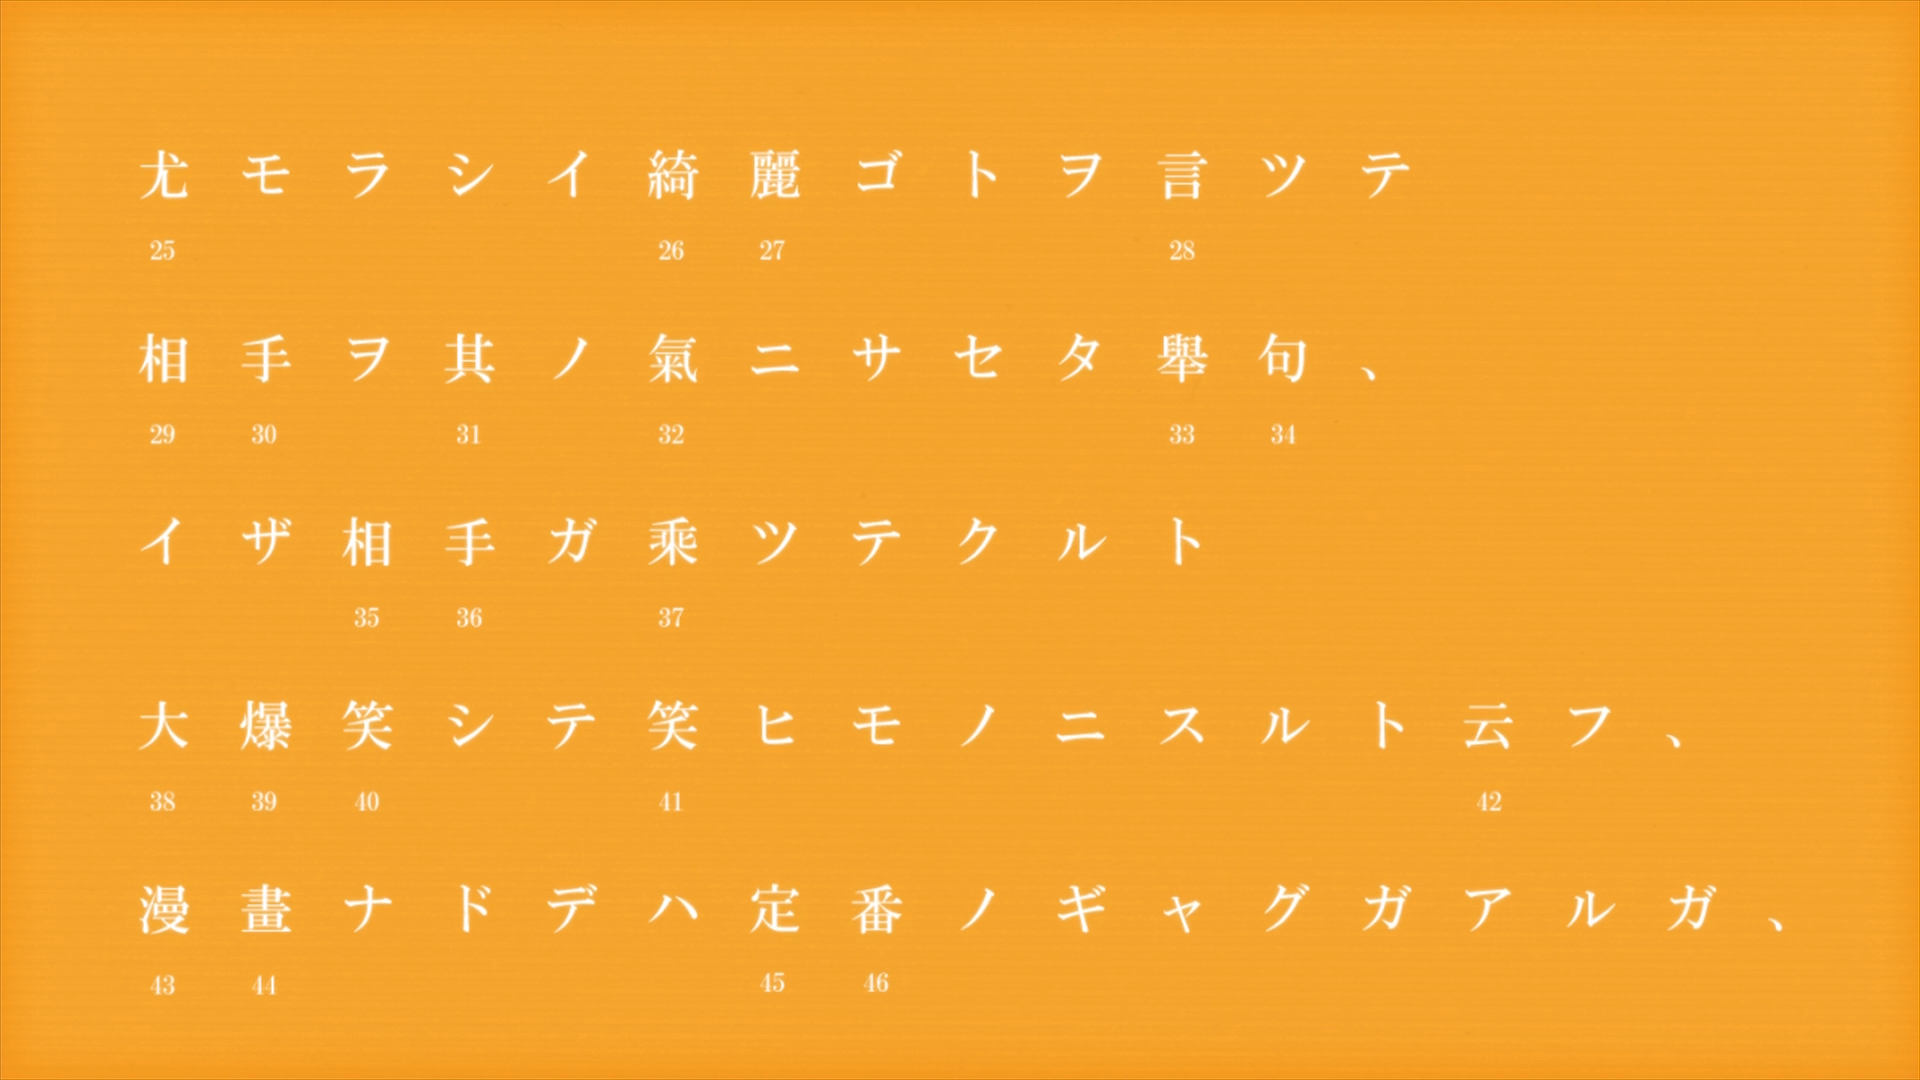 尤モラシイ綺麗ゴトヲ言ツテ
25 26 27 28
相手ヲ其ノ氣ニサセタ擧句、
29 30 31 32 33 34
イザ相手ガ乗ツテクルト
35 36 37
大爆笑シテ笑ヒモノニスルト云フ、
38 39 40 41 42
漫畫ナドデハ定番ノギャグガアルガ、
43 44 45 46